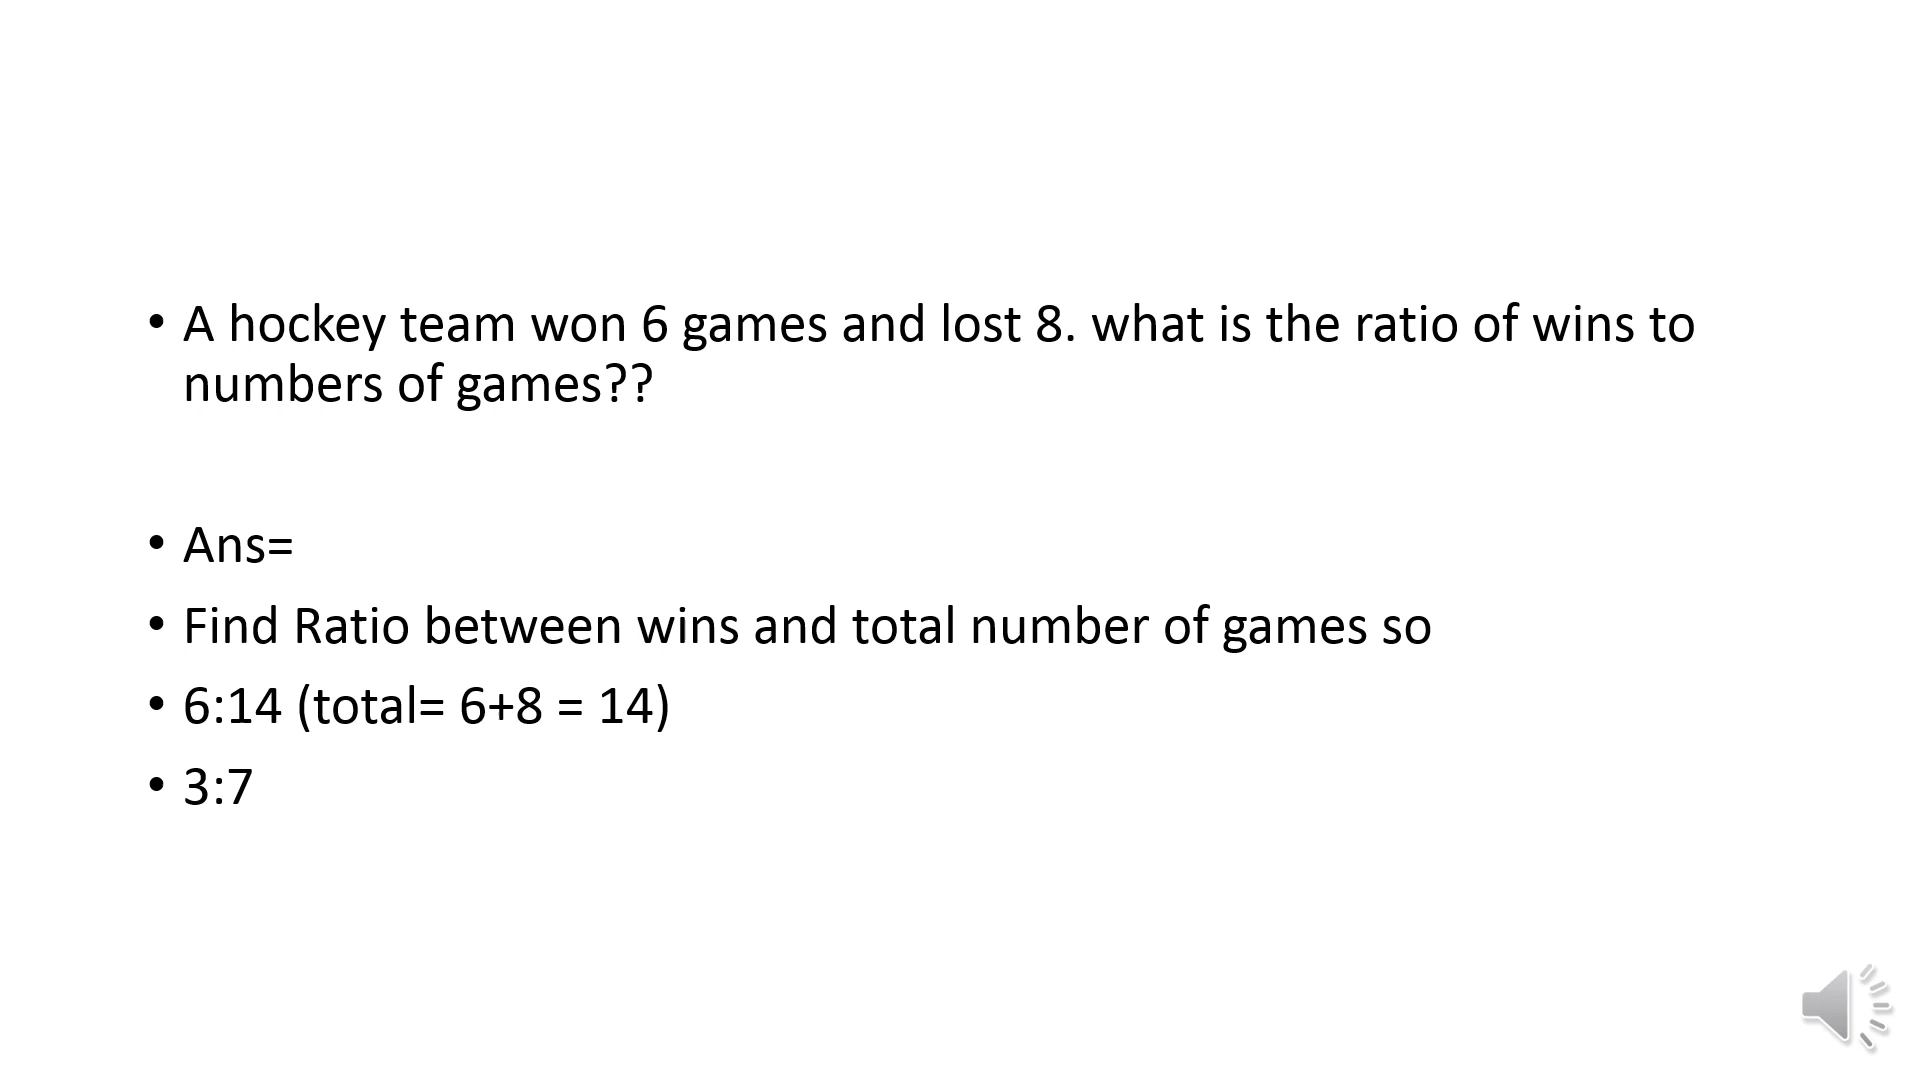 • A hockey team won 6 games and lost 8. what is the ratio of wins to
numbers of games??
• Ans=
• Find Ratio between wins and total number of games so
• 6:14 (total= 6+8 = 14)
• 3:7